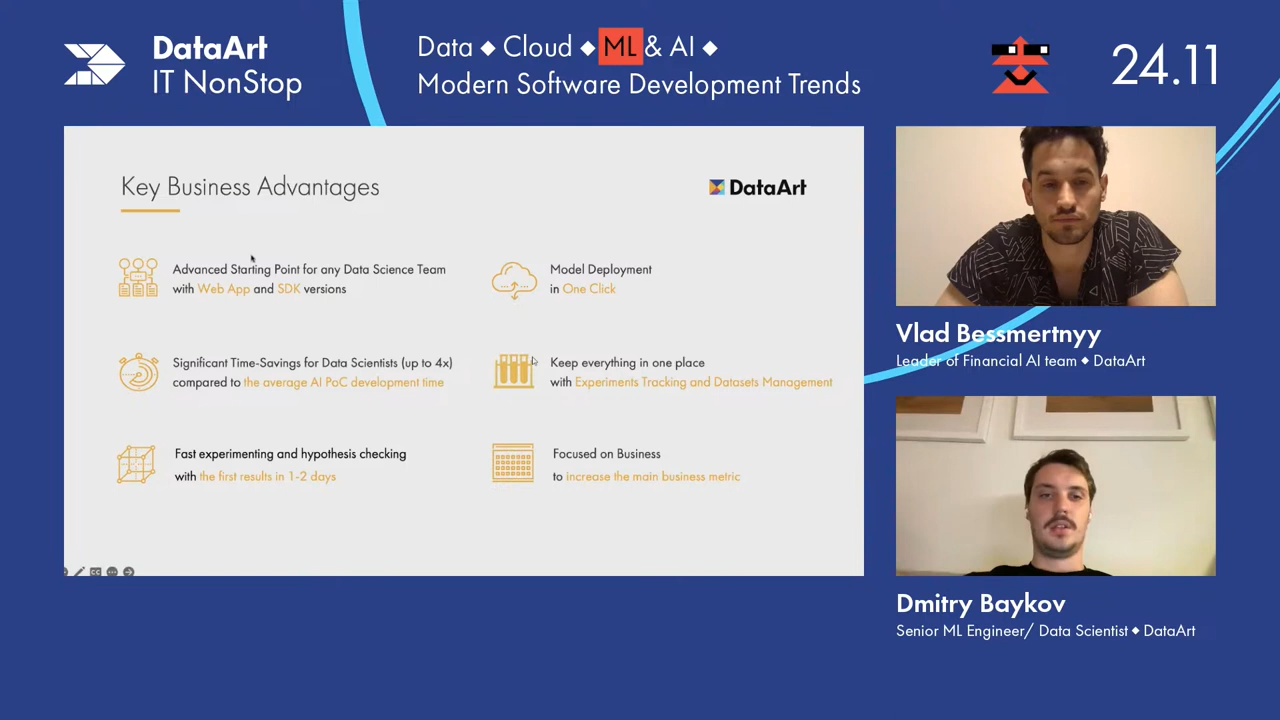 DataArt
IT NonStop
Data ◆ Cloud ◆ ML & AI ◆
Modern Software Development Trends
24.11
Key Business Advantages
DataArt
Advanced Starting Point for any Data Science Team
with Web App and SDK versions
Model Deployment
in One Click
Significant Time-Savings for Data Scientists (up to 4x)
compared to the average AI PoC development time
Keep everything in one place
with Experiments Tracking and Datasets Management
Fast experimenting and hypothesis checking
with the first results in 1-2 days
Focused on Business
to increase the main business metric
CC
Vlad Bessmertnyy
Leader of Financial AI team ◆ DataArt
Dmitry Baykov
Senior ML Engineer/ Data Scientist ◆ DataArt